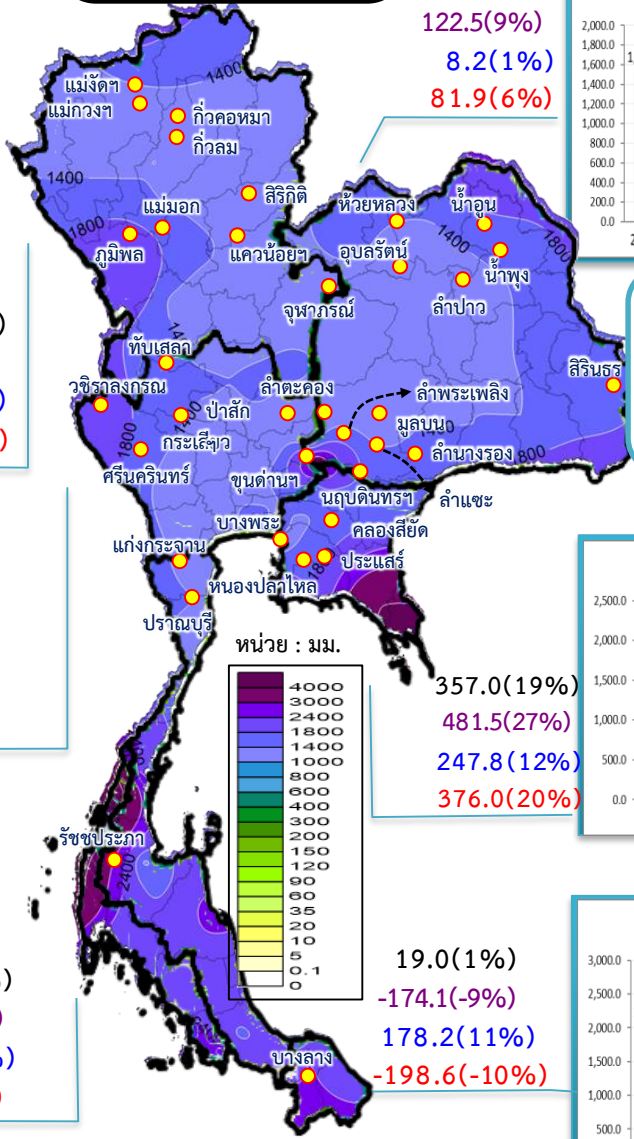 122.5(9%)
8.2(1%)
81.9(6%)
2,000.0
1,800.0
1,600.0
1,400.0
1,200.0
1,000.0
800.0
600.0
400.0
200.0
0.0
1400
แม่งัดฯ
แม่กวงฯ
กิ่วคอหมา
กิ่วลม
1400
สิริกิติ์
แม่มอก
ห้วยหลวง
น้ำอูน
1800
ภูมิพล
แควน้อยฯ
อุบลรัตน์
1400
1800
น้ำพุง
จุฬาภรณ์
ลำปาว
ทับเสลา
สิรินธร
วชิราลงกรณ
ลำตะคอง
ลำพระเพลิง
ป่าสัก
1400
มูลบน
1800
กระเสียว
ลำนางรอง
ศรีนครินทร์
ขุนด่านฯ
นฤบดินทรฯ
ลำแชะ
บางพระ
คลองสียัด
แก่งกระจาน
ประแสร์
หนองปลาไหล
ปราณบุรี
หน่วย : มม.
4000
3000
2400
1800
1400
1000
800
600
400
300
200
150
120
90
60
35
20
10
5
0.1
0
357.0(19%)
481.5(27%)
247.8(12%)
376.0(20%)
2,500.0
2,000.0
1,500.0
1,000.0
500.0
0.0
รัชชประภา
2400
19.0(1%)
-174.1(-9%)
178.2(11%)
-198.6(-10%)
บางลาง
3,000.0
2,500.0
2,000.0
1,500.0
1,000.0
500.0